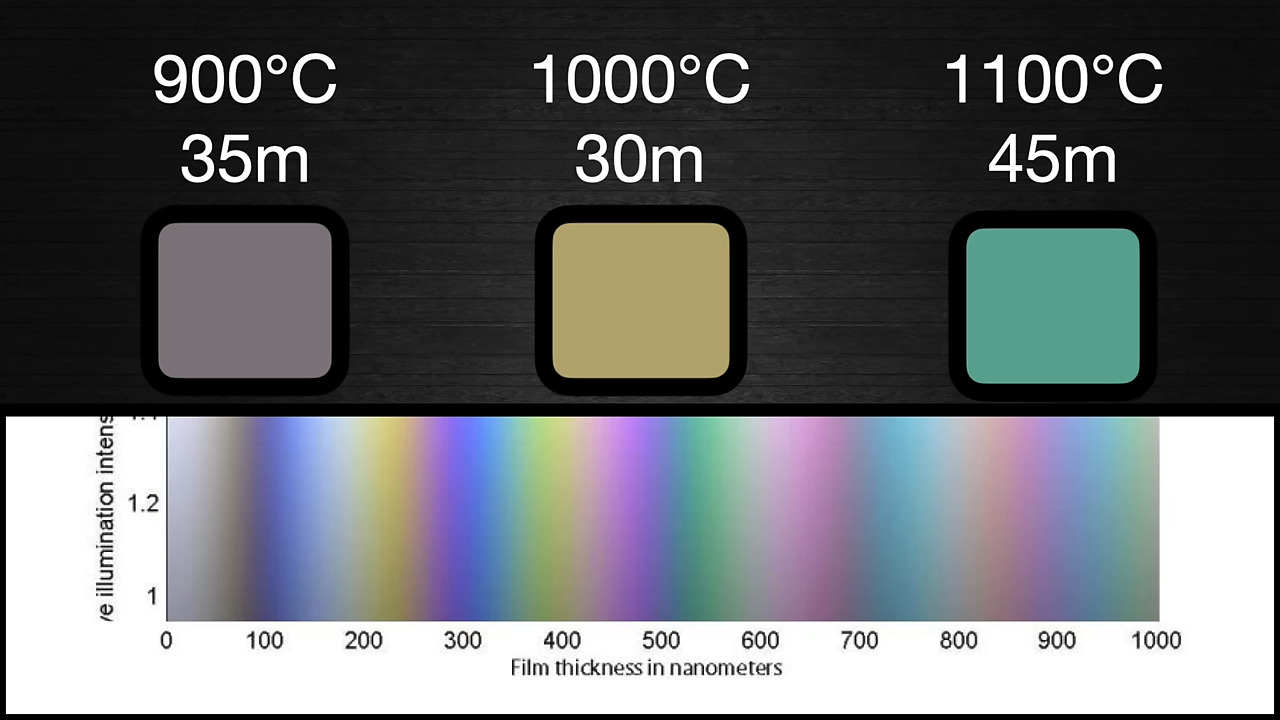 900°C
1000°C
1100°C
35m
30m
45m
/e illumination intens
1.2
1
0 100 200 300 400 500 600 700 800 900 1000
Film thickness in nanometers